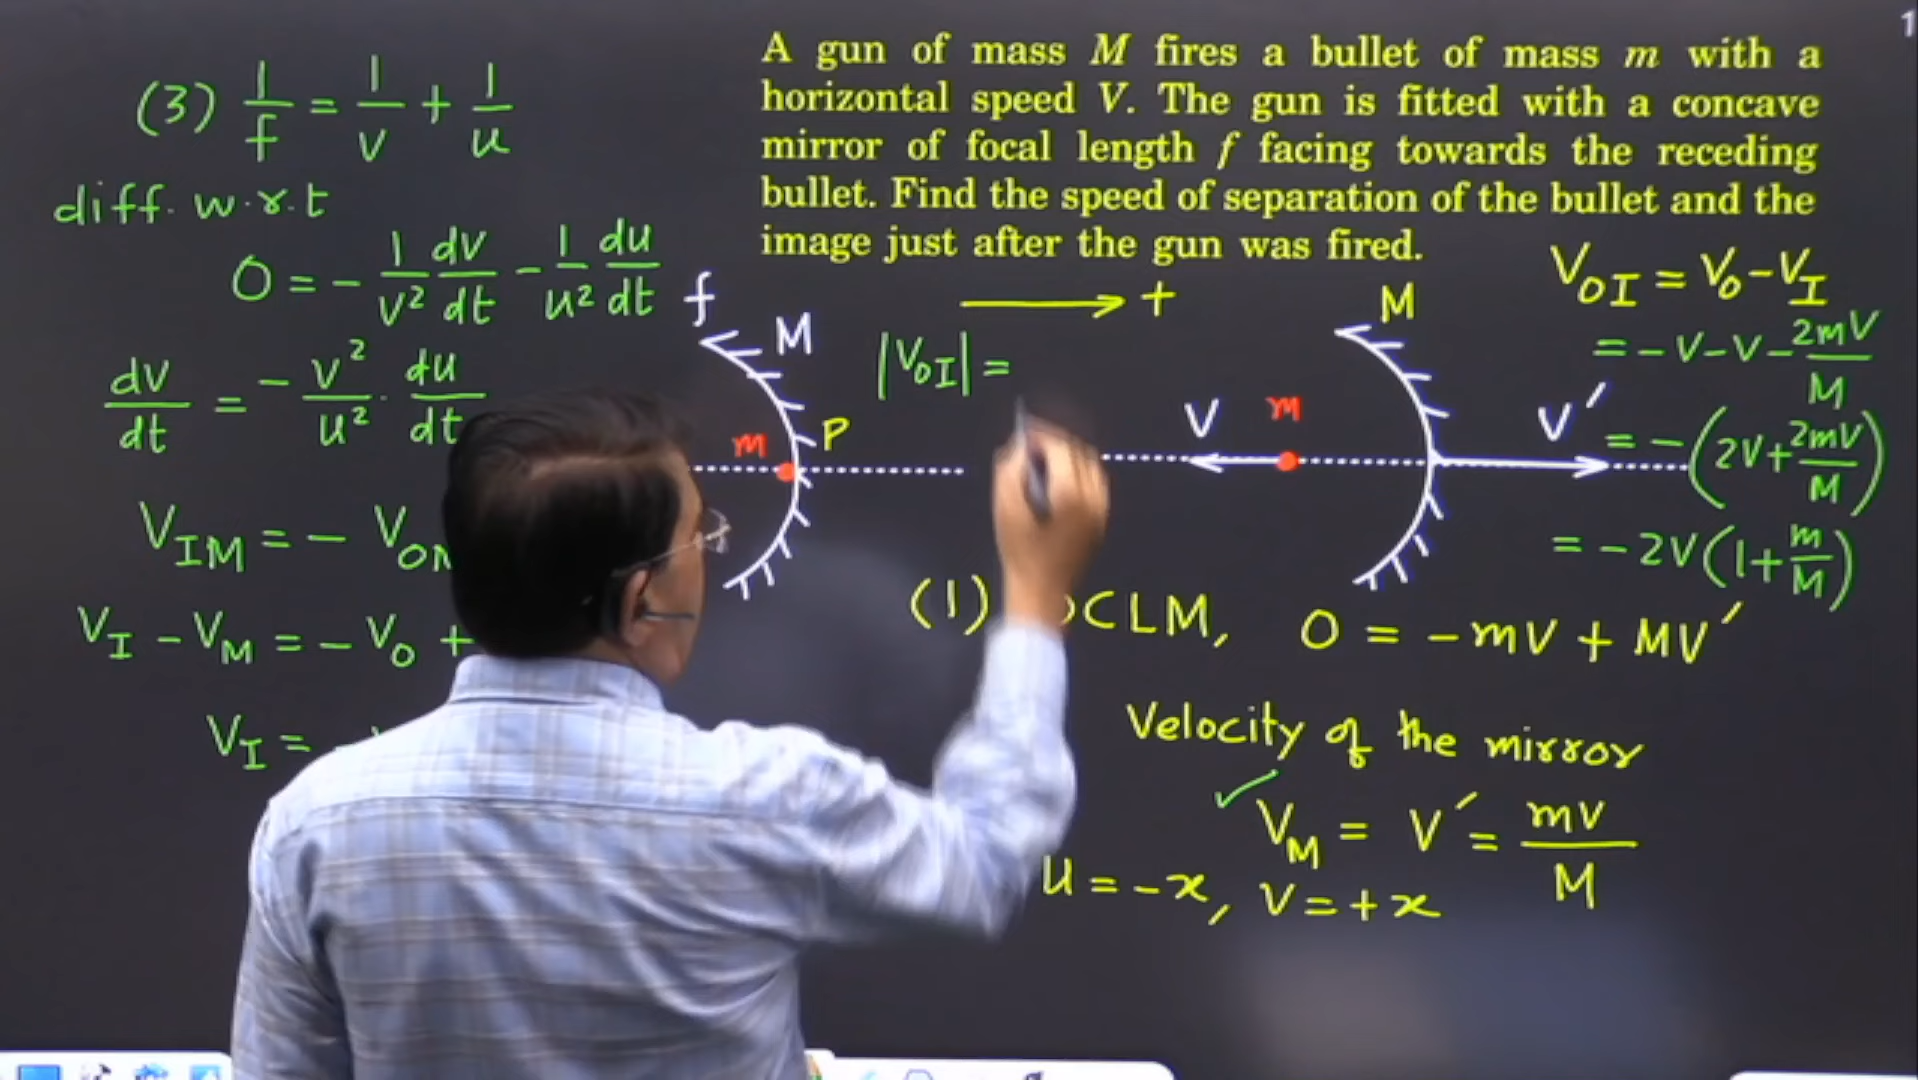 1
A gun of mass M fires a bullet of mass m with a
horizontal speed V. The gun is fitted with a concave
mirror of focal length f facing towards the receding
bullet. Find the speed of separation of the bullet and the
image just after the gun was fired.
(3) 1/f = 1/v + 1/u
diff. w.r.t
0 = - 1/v² dv/dt - 1/u² du/dt
dv/dt = - v²/u² · du/dt
V_IM = - V_O
V_I - V_M = - V_O +
V_I = -
f
M
m
P
→ +
|V_OI| =
M
V
m
V′
V_OI = V_O - V_I
= - V - V - 2mV/M
= - (2V + 2mV/M)
= - 2V (1 + m/M)
(1) CLM, 0 = - mV + MV′
Velocity of the mirror
✓ V_M = V′ = mV/M
u = - x, v = + x